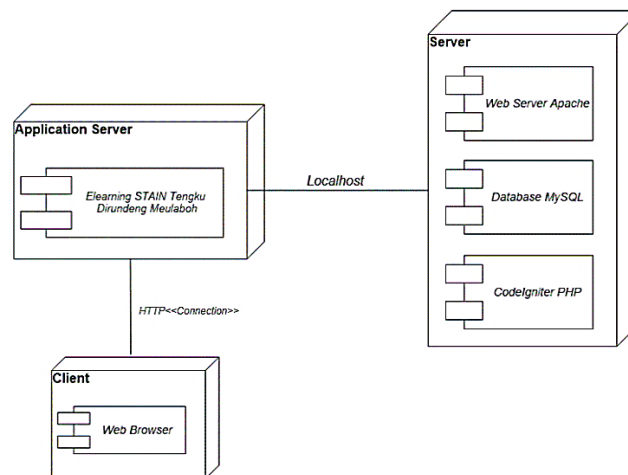 Server
Web Server Apache
Application Server
Elearning STAIN Tengku
Dirundeng Meulaboh
Localhost
Database MySQL
CodeIgniter PHP
HTTP<<Connection>>
Client
Web Browser